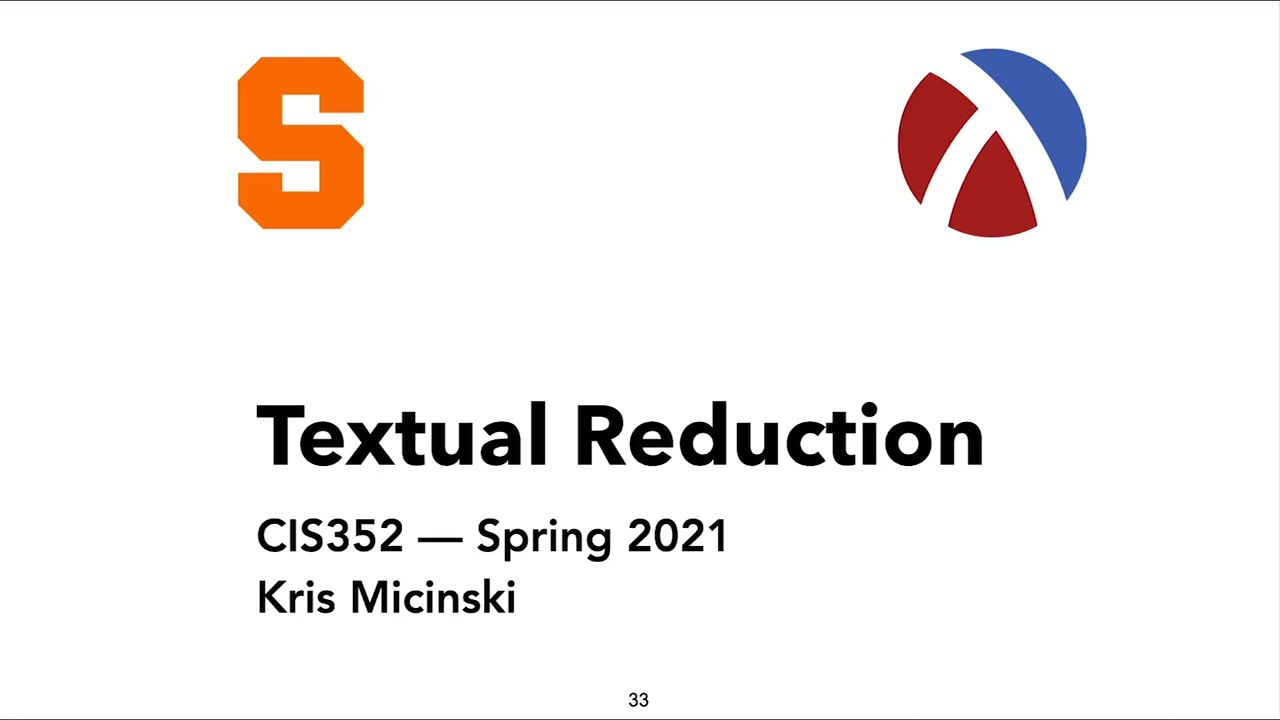 S
Textual Reduction
CIS352 — Spring 2021
Kris Micinski
33